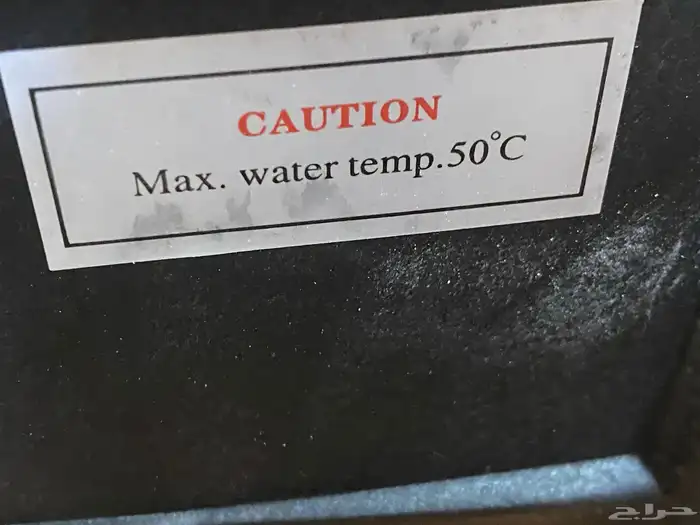 CAUTION
Max. water temp.50°C
حراج